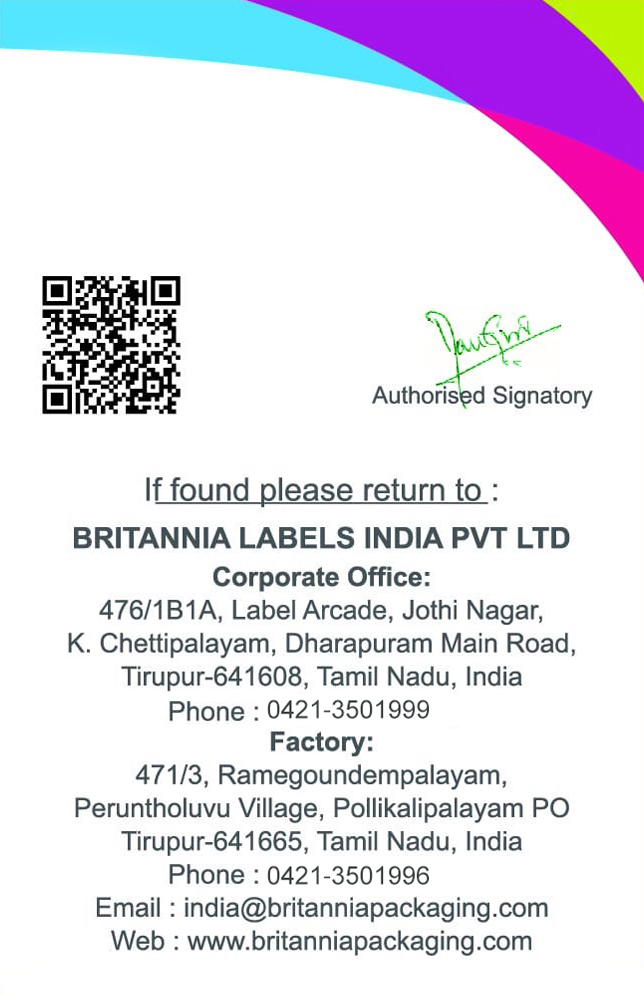 Authorised Signatory
If found please return to :
BRITANNIA LABELS INDIA PVT LTD
Corporate Office:
476/1B1A, Label Arcade, Jothi Nagar,
K. Chettipalayam, Dharapuram Main Road,
Tirupur-641608, Tamil Nadu, India
Phone : 0421-3501999
Factory:
471/3, Ramegoundempalayam,
Peruntholuvu Village, Pollikalipalayam PO
Tirupur-641665, Tamil Nadu, India
Phone : 0421-3501996
Email : india@britanniapackaging.com
Web : www.britanniapackaging.com